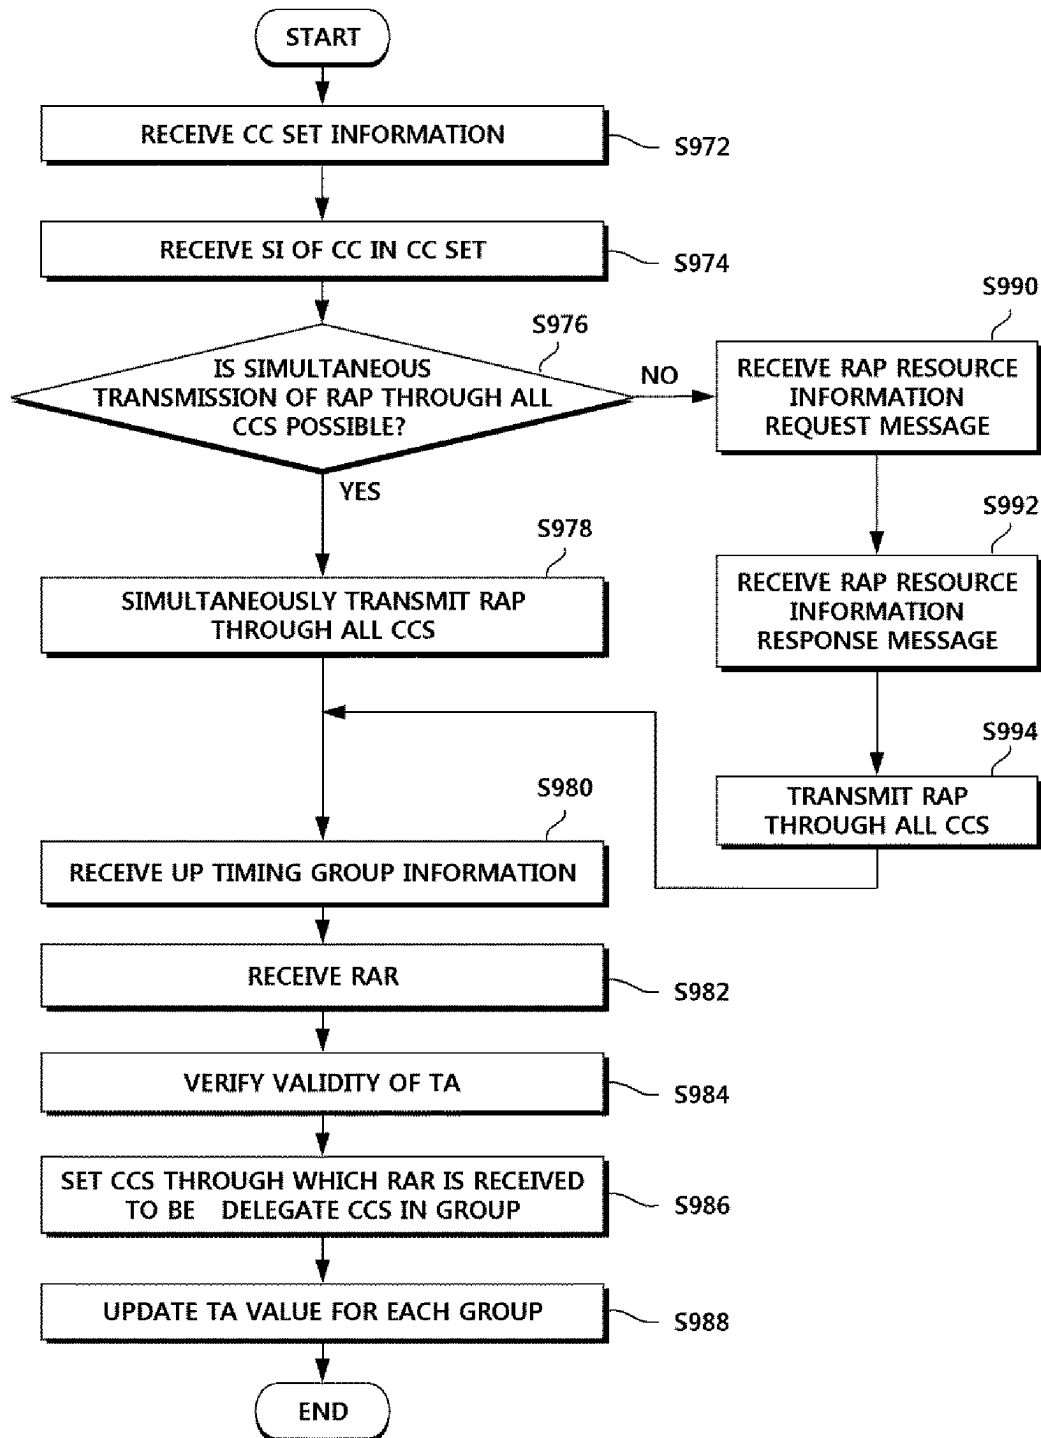 START
RECEIVE CC SET INFORMATION
S972
RECEIVE SI OF CC IN CC SET
S974
S976
IS SIMULTANEOUS
TRANSMISSION OF RAP THROUGH ALL
CCS POSSIBLE?
NO
YES
S990
RECEIVE RAP RESOURCE
INFORMATION
REQUEST MESSAGE
S992
RECEIVE RAP RESOURCE
INFORMATION
RESPONSE MESSAGE
S994
TRANSMIT RAP
THROUGH ALL CCS
S978
SIMULTANEOUSLY TRANSMIT RAP
THROUGH ALL CCS
S980
RECEIVE UP TIMING GROUP INFORMATION
RECEIVE RAR
S982
VERIFY VALIDITY OF TA
S984
SET CCS THROUGH WHICH RAR IS RECEIVED
TO BE DELEGATE CCS IN GROUP
S986
UPDATE TA VALUE FOR EACH GROUP
S988
END